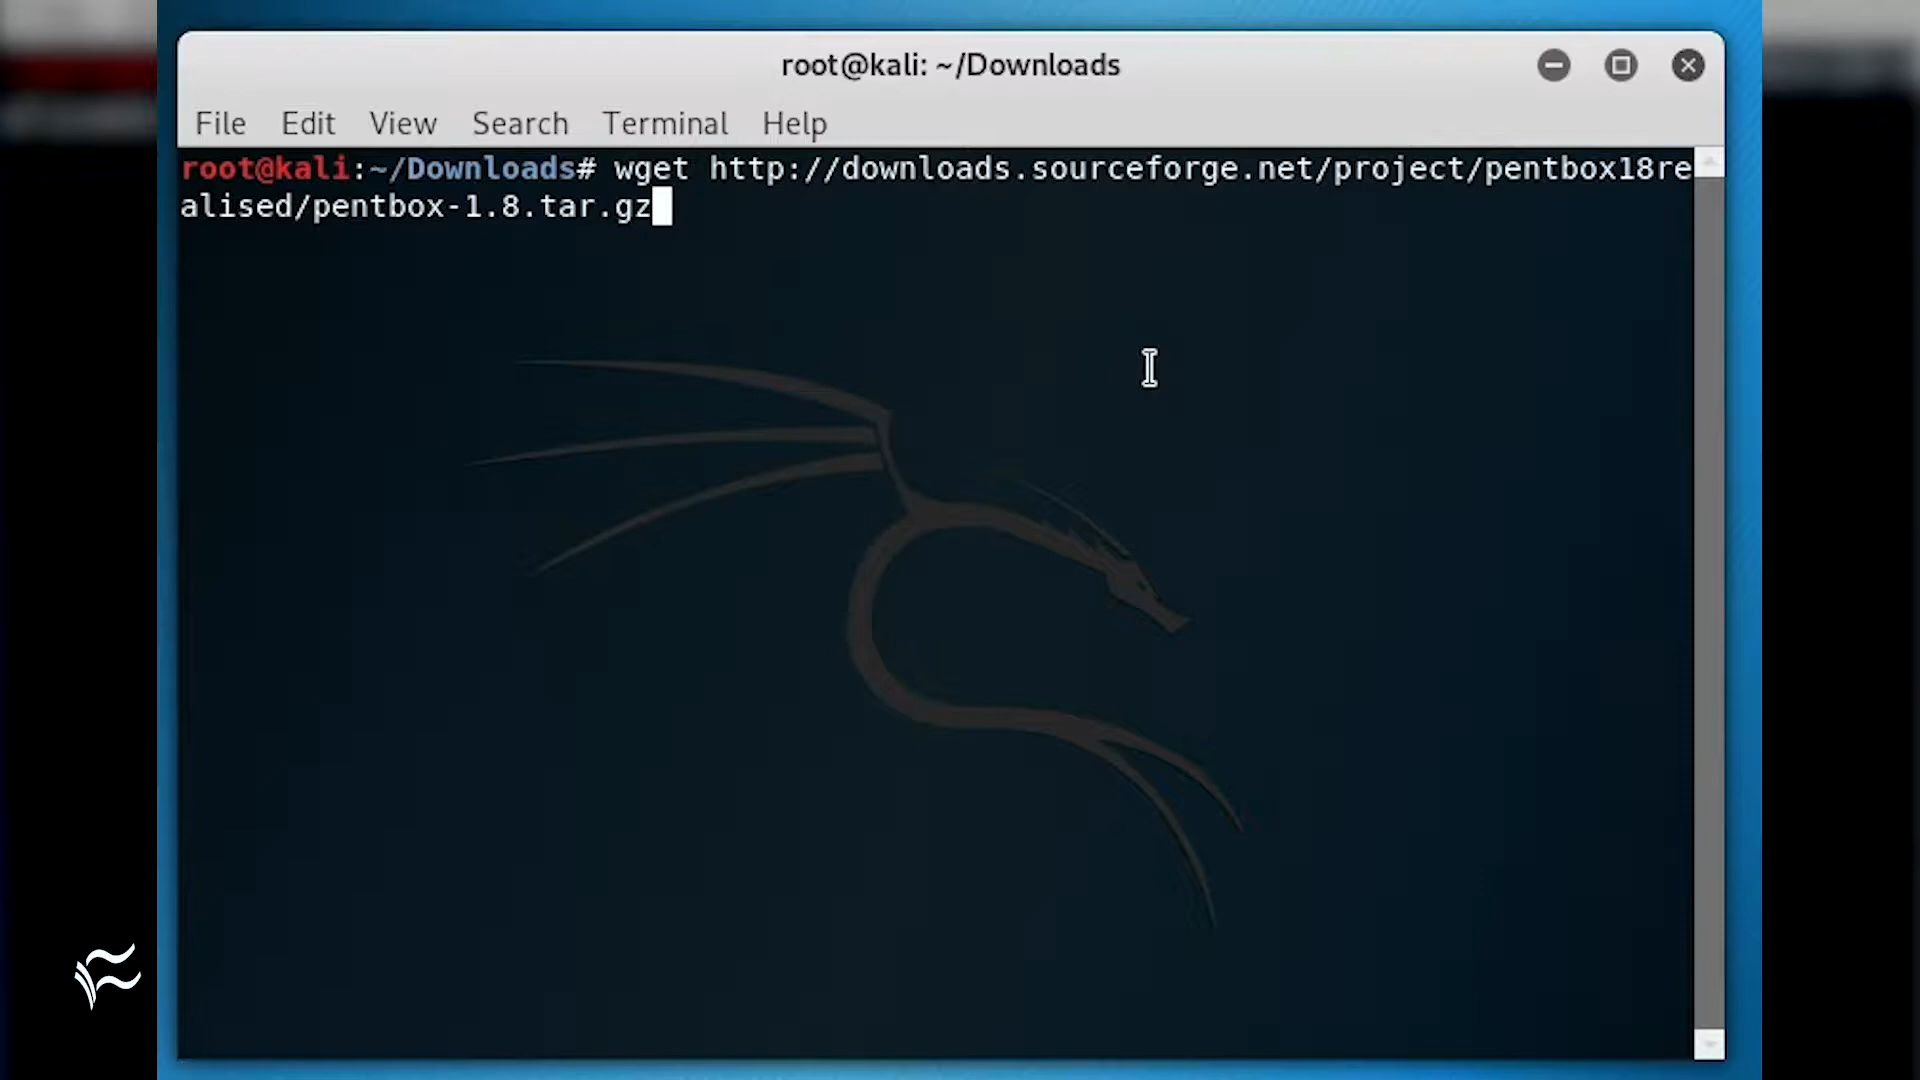 root@kali: ~/Downloads
File Edit View Search Terminal Help
root@kali:~/Downloads# wget http://downloads.sourceforge.net/project/pentbox18re
alised/pentbox-1.8.tar.gz